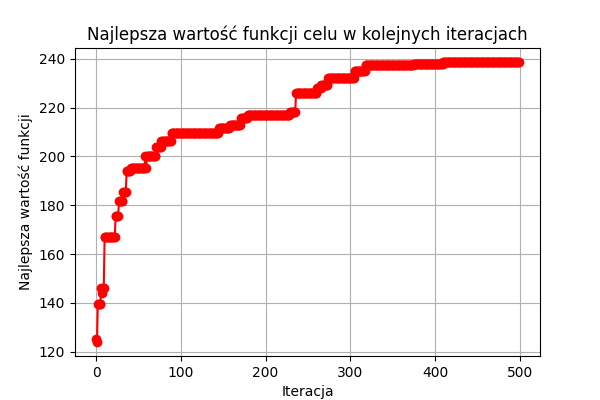 Najlepsza wartość funkcji celu w kolejnych iteracjach
Najlepsza wartość funkcji
240
220
200
180
160
140
120
0 100 200 300 400 500
Iteracja